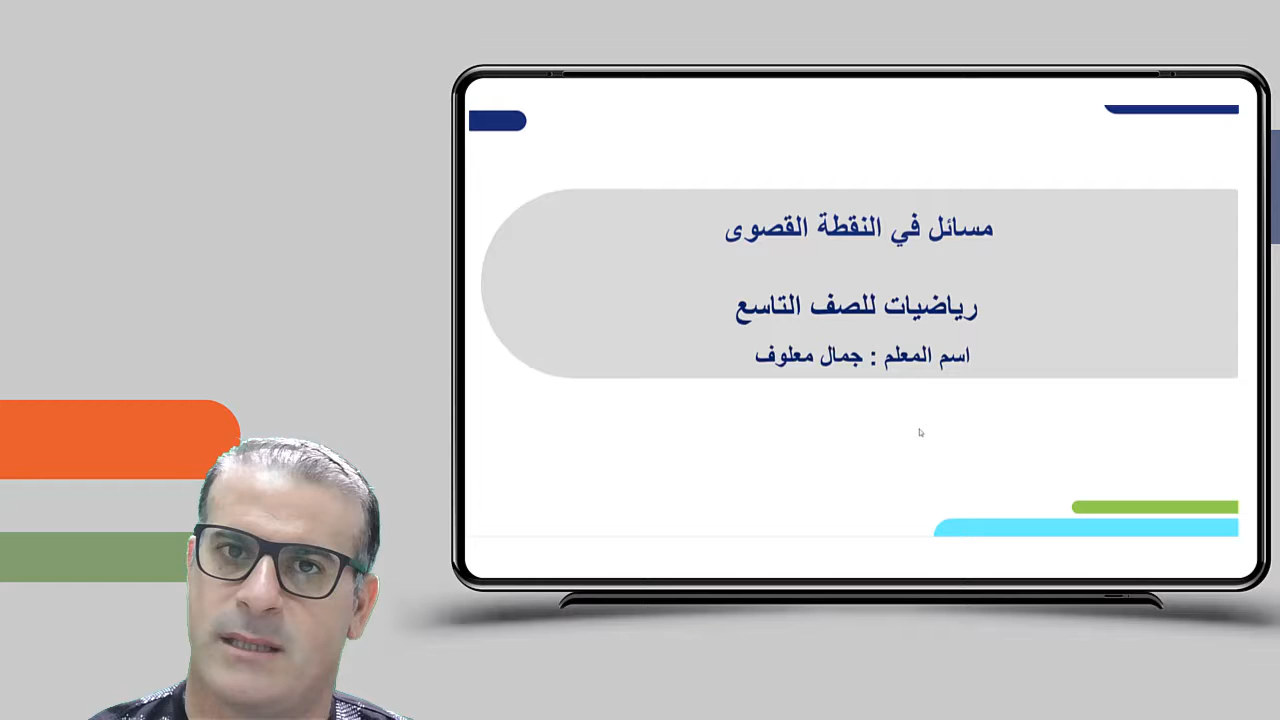 مسائل في النقطة القصوى
رياضيات للصف التاسع
اسم المعلم : جمال معلوف